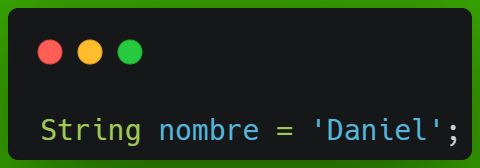 String nombre = 'Daniel';